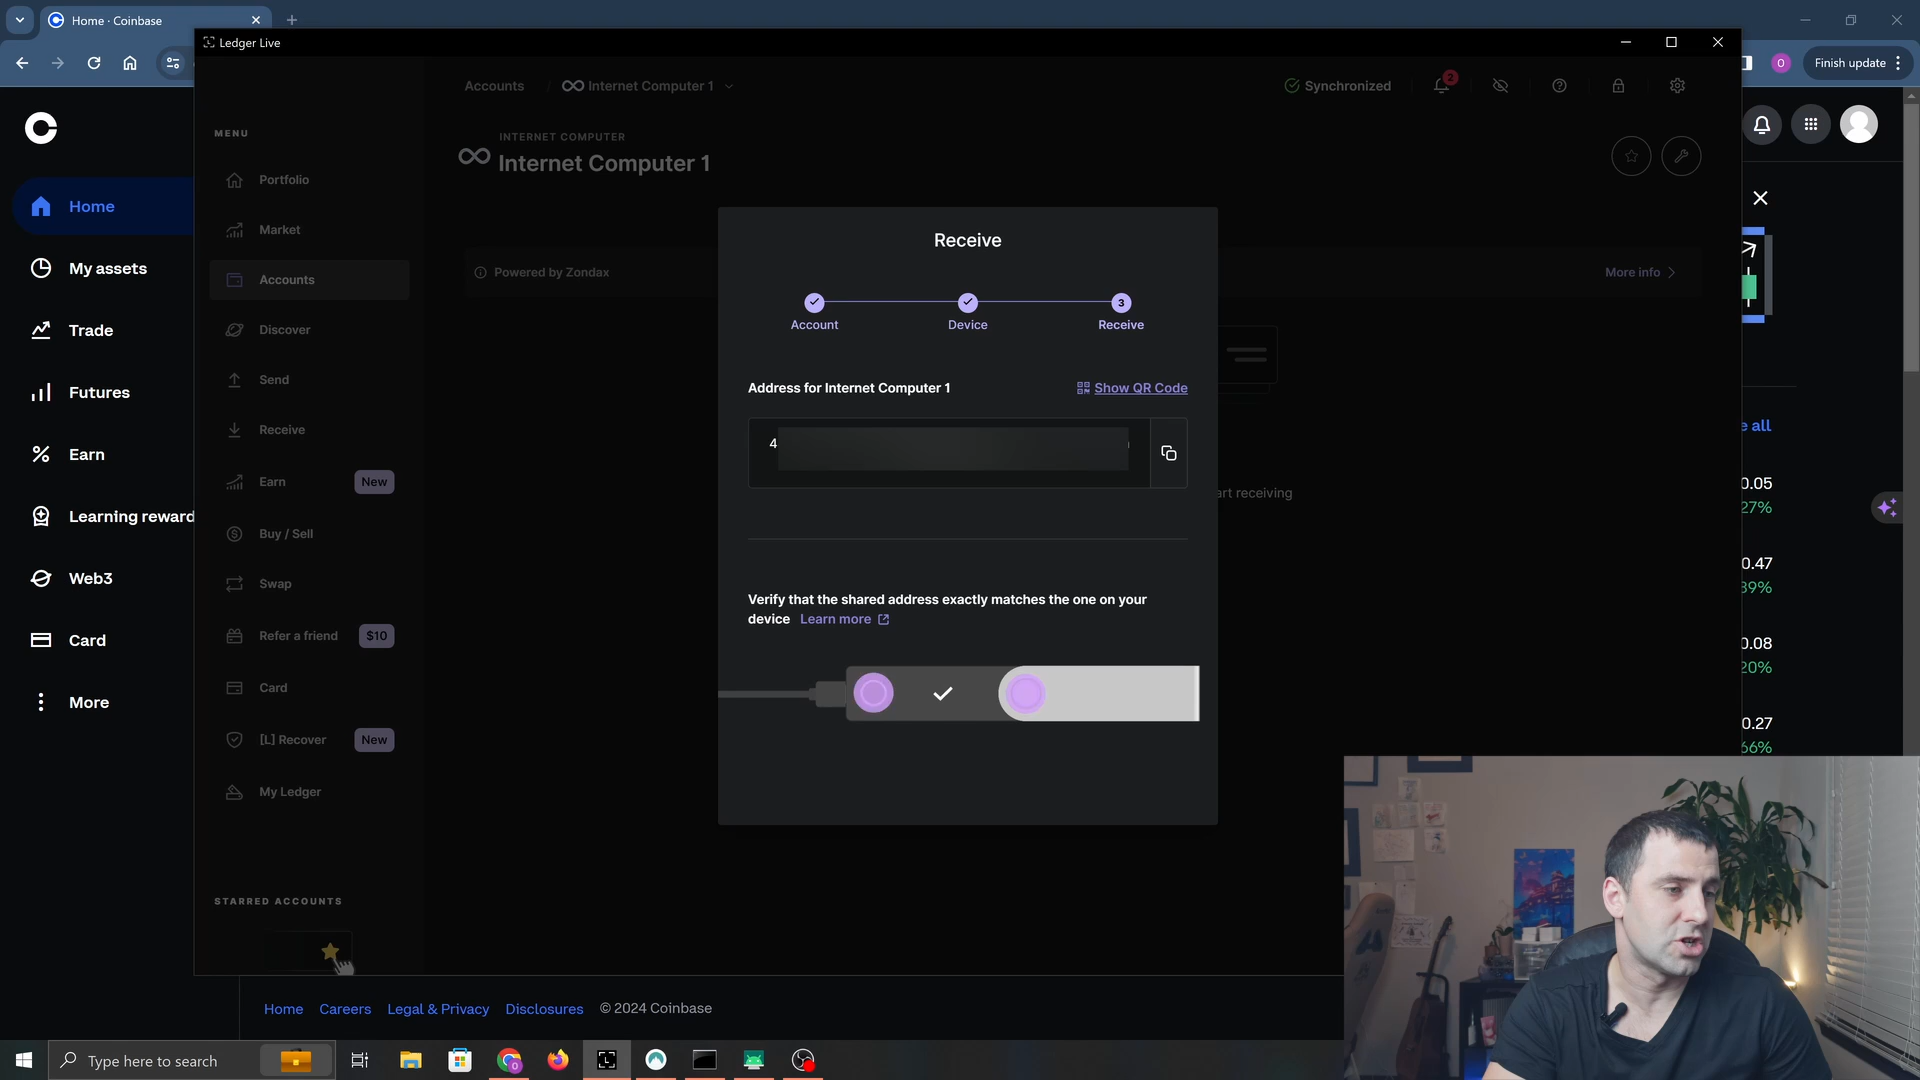 Home · Coinbase
Ledger Live
Finish update
Accounts
Internet Computer 1
Synchronized
2
MENU
INTERNET COMPUTER
Internet Computer 1
Portfolio
Market
Accounts
Discover
Send
Receive
Earn
New
Buy / Sell
Swap
Refer a friend
$10
Card
[L] Recover
New
My Ledger
STARRED ACCOUNTS
Home
My assets
Trade
Futures
Earn
Learning reward
Web3
Card
More
Powered by Zondax
More info
Receive
Account
Device
3
Receive
Address for Internet Computer 1
Show QR Code
4
art receiving
Verify that the shared address exactly matches the one on your
device Learn more
e all
0.05
27%
0.47
39%
0.08
20%
0.27
66%
Home
Careers
Legal & Privacy
Disclosures
© 2024 Coinbase
Type here to search